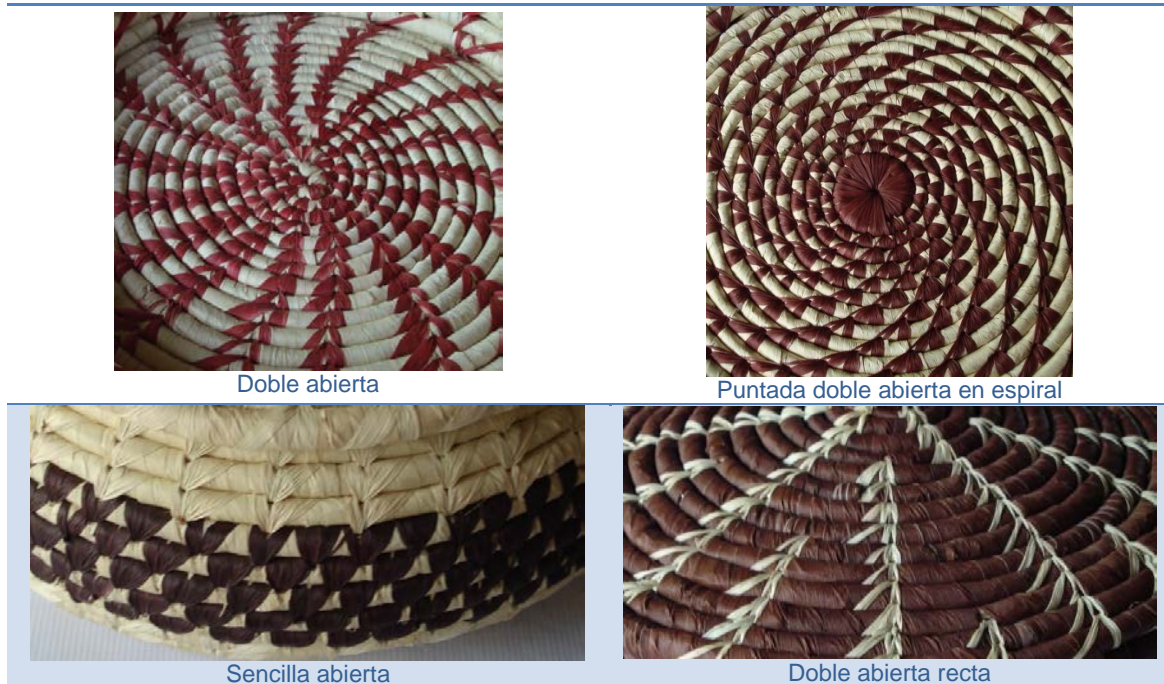 Doble abierta
Puntada doble abierta en espiral
Sencilla abierta
Doble abierta recta